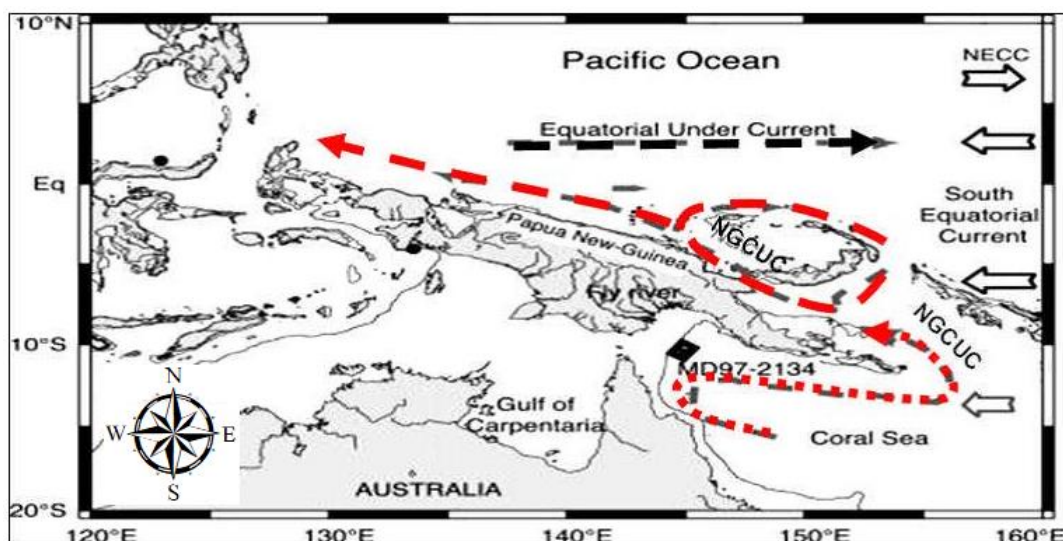 10°N
Pacific Ocean
NECC
Equatorial Under Current
Eq
South
Equatorial
Current
Papua New-Guinea
NGCUC
Fly river
NGCUC
10°S
MD97-2134
N
W
E
S
Gulf of
Carpentaria
Coral Sea
AUSTRALIA
20°S
120°E
130°E
140°E
150°E
160°E